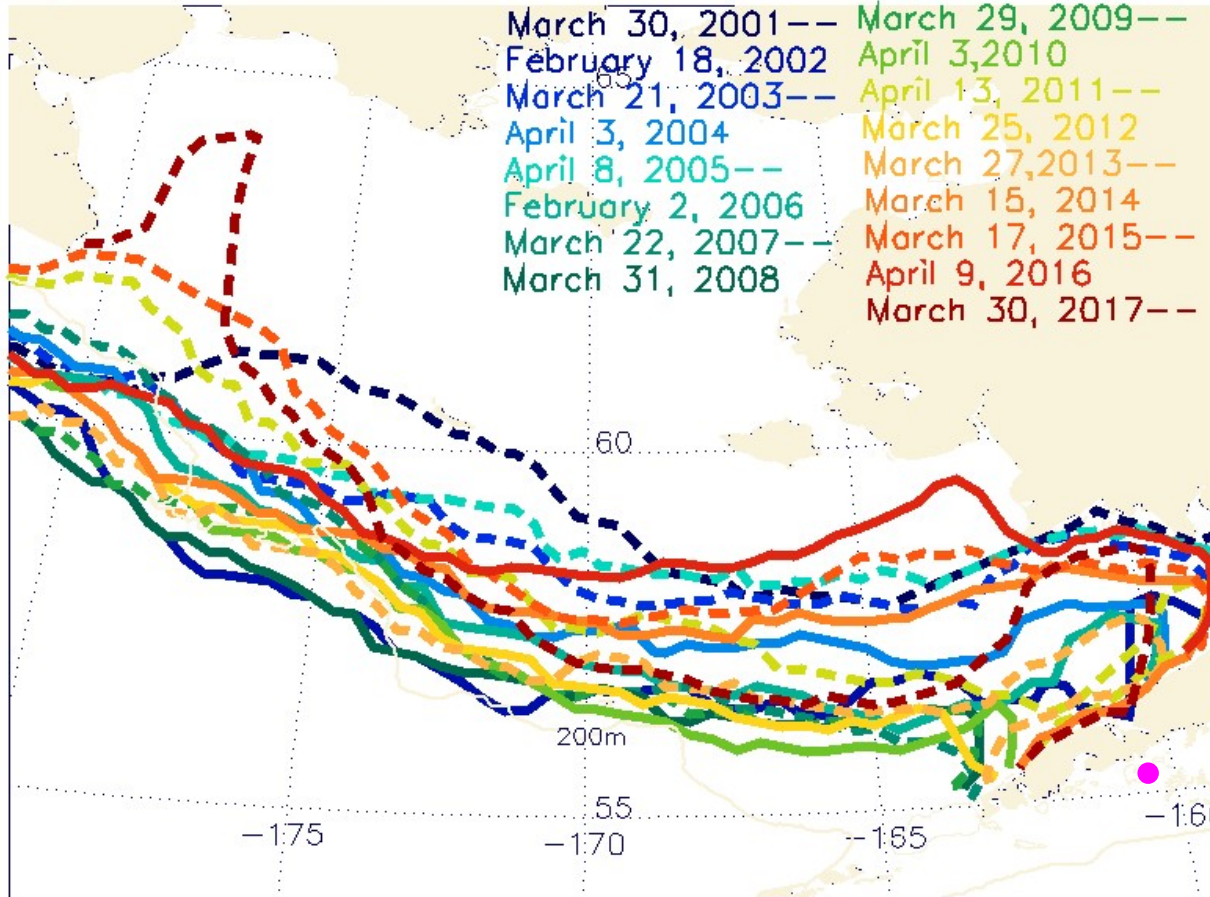 March 30, 2001--
February 18, 2002
March 21, 2003--
April 3, 2004
April 8, 2005--
February 2, 2006
March 22, 2007--
March 31, 2008
March 29, 2009--
April 3,2010
April 13, 2011--
March 25, 2012
March 27,2013--
March 15, 2014
March 17, 2015--
April 9, 2016
March 30, 2017--
65
60
200m
55
-175
-170
-165
-160